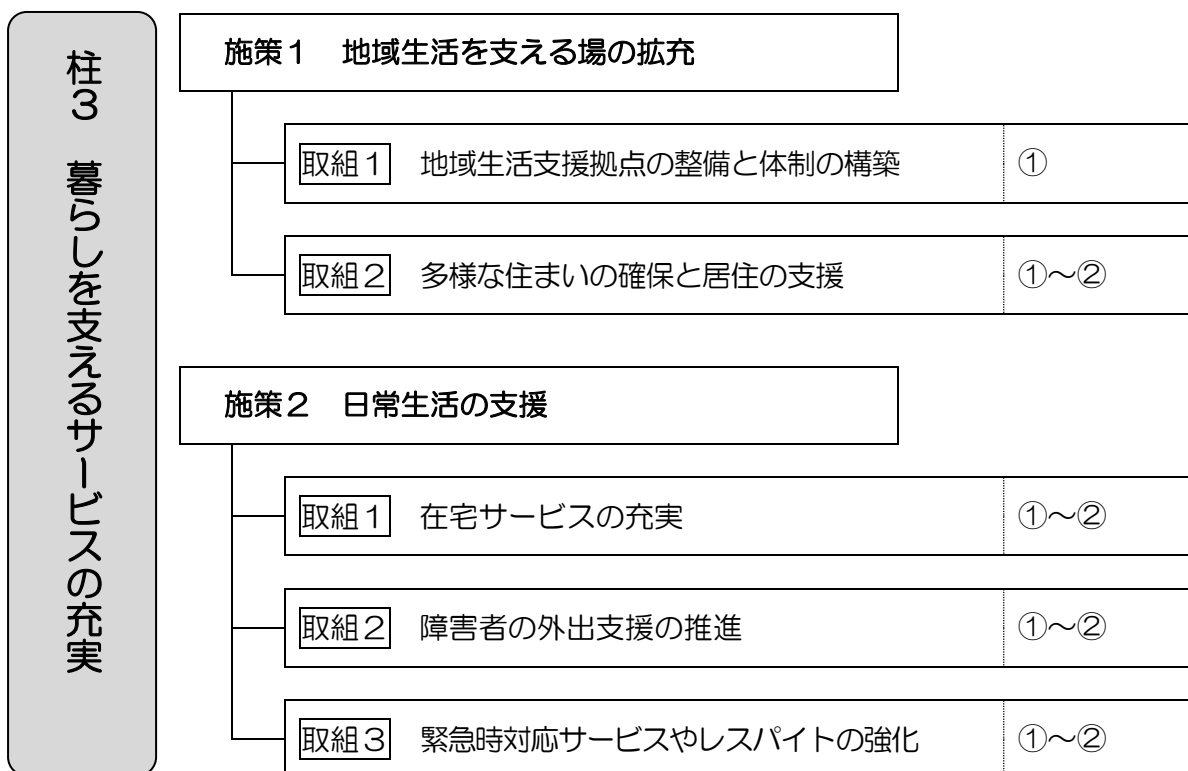 柱３　暮らしを支えるサービスの充実
施策１　地域生活を支える場の拡充
取組１　地域生活支援拠点の整備と体制の構築　①
取組２　多様な住まいの確保と居住の支援　①～②
施策２　日常生活の支援
取組１　在宅サービスの充実　①～②
取組２　障害者の外出支援の推進　①～②
取組３　緊急時対応サービスやレスパイトの強化　①～②